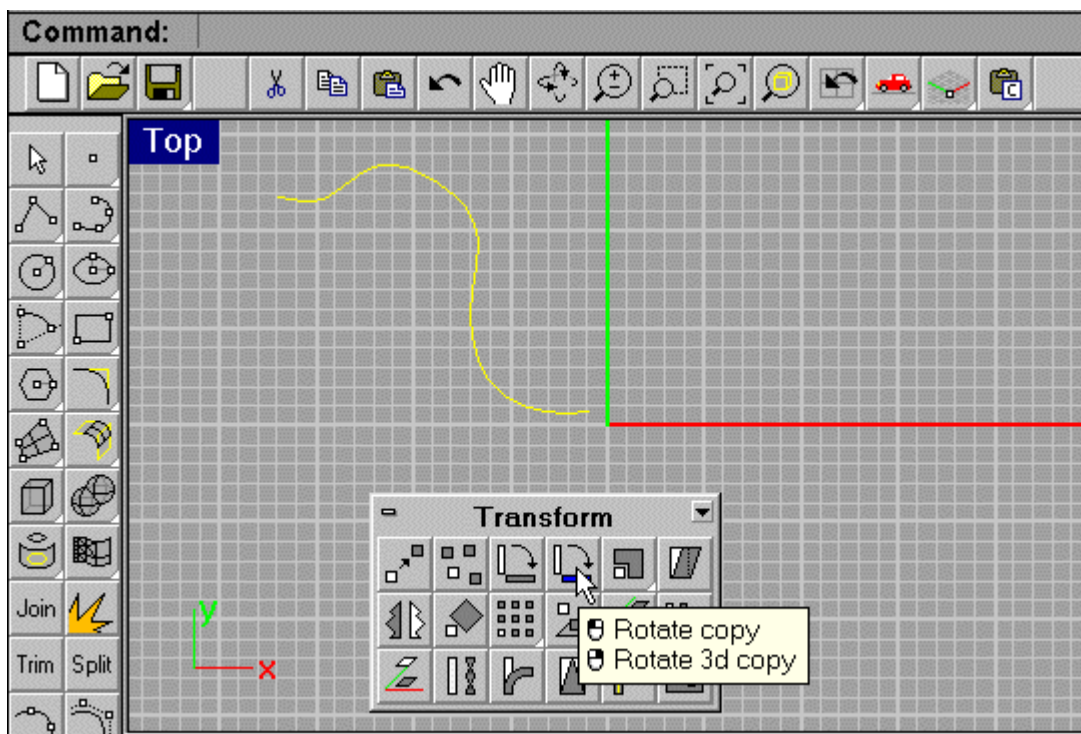 Command:
C
Top
Transform
Join
Trim Split
y
x
Rotate copy
Rotate 3d copy